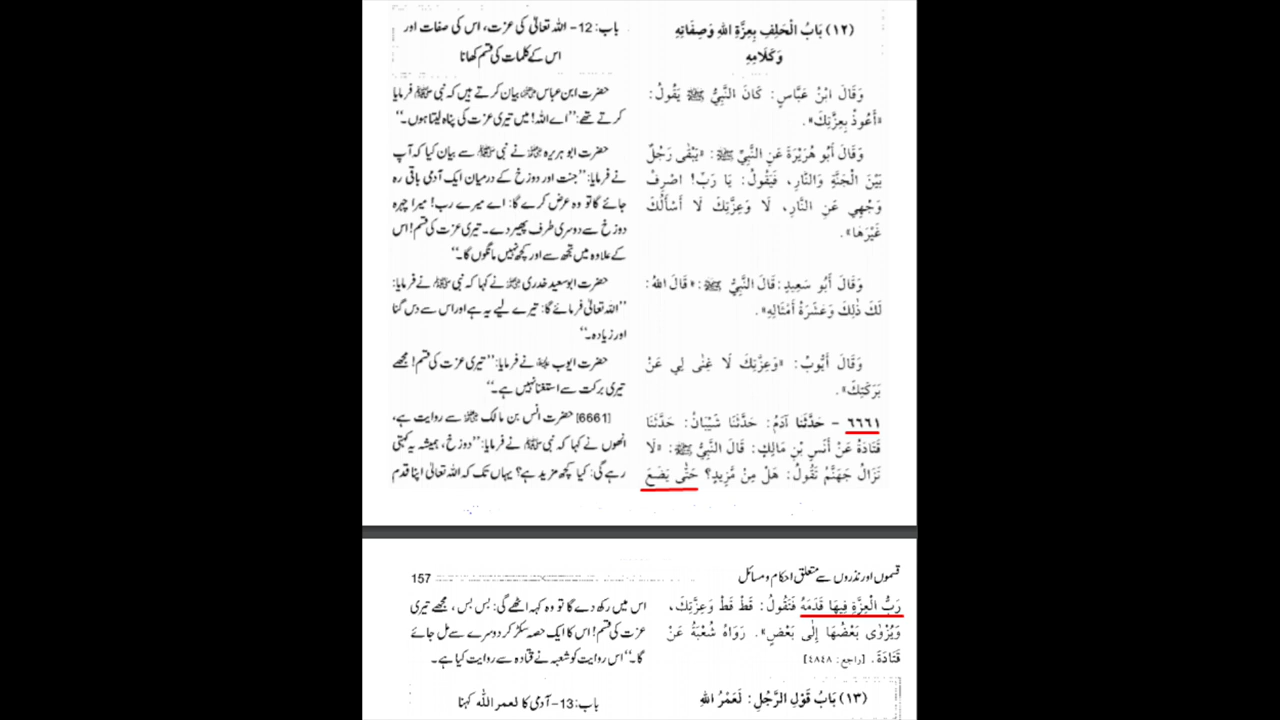 (١٢) بَابُ الْحَلِفِ بِعِزَّةِ اللهِ وَصِفَاتِهِ
وَكَلَامِهِ
وَقَالَ ابْنُ عَبَّاسٍ: كَانَ النَّبِيُّ ﷺ يَقُولُ:
«أَعُوذُ بِعِزَّتِكَ».
وَقَالَ أَبُو هُرَيْرَةَ عَنِ النَّبِيِّ ﷺ: «يَبْقٰى رَجُلٌ
بَيْنَ الْجَنَّةِ وَالنَّارِ، فَيَقُولُ: يَا رَبِّ! اصْرِفْ
وَجْهِي عَنِ النَّارِ، لَا وَعِزَّتِكَ لَا أَسْأَلُكَ
غَيْرَهَا».
وَقَالَ أَبُو سَعِيدٍ: قَالَ النَّبِيُّ ﷺ: «قَالَ اللهُ:
لَكَ ذٰلِكَ وَعَشَرَةُ أَمْثَالِهِ».
وَقَالَ أَيُّوبُ: «وَعِزَّتِكَ لَا غِنٰى لِي عَنْ
بَرَكَتِكَ».
٦٦٦١ - حَدَّثَنَا آدَمُ: حَدَّثَنَا شَيْبَانُ: حَدَّثَنَا
قَتَادَةُ عَنْ أَنَسِ بْنِ مَالِكٍ: قَالَ النَّبِيُّ ﷺ: «لَا
تَزَالُ جَهَنَّمُ تَقُولُ: هَلْ مِنْ مَّزِيدٍ؟ حَتّٰى يَضَعَ
باب: 12- اللہ تعالیٰ کی عزت، اس کی صفات اور
اس کے کلمات کی قسم کھانا
حضرت ابن عباس ؓ بیان کرتے ہیں کہ نبی ﷺ فرمایا
کرتے تھے: ’’اے اللہ! میں تیری عزت کی پناہ لیتا ہوں۔‘‘
حضرت ابو ہریرہ ؓ نے نبی ﷺ سے بیان کیا کہ آپ
نے فرمایا: ’’جنت اور دوزخ کے درمیان ایک آدمی باقی رہ
جائے گا تو وہ عرض کرے گا: اے میرے رب! میرا چہرہ
دوزخ سے دوسری طرف پھیر دے۔ تیری عزت کی قسم! اس
کے علاوہ میں تجھ سے اور کچھ نہیں مانگوں گا۔‘‘
حضرت ابو سعید خدری ؓ نے کہا کہ نبی ﷺ نے فرمایا:
’’اللہ تعالیٰ فرمائے گا: تیرے لیے یہ ہے اور اس سے دس گنا
اور زیادہ۔‘‘
حضرت ایوب ؑ نے فرمایا: ’’تیری عزت کی قسم! مجھے
تیری برکت سے استغنا نہیں ہے۔‘‘
[6661] حضرت انس بن مالک ؓ سے روایت ہے،
انھوں نے کہا کہ نبی ﷺ نے فرمایا: ’’دوزخ، ہمیشہ یہ کہتی
رہے گی: کیا کچھ مزید ہے؟ یہاں تک کہ اللہ تعالیٰ اپنا قدم
قسموں اور نذروں سے متعلق احکام و مسائل 157
رَبُّ الْعِزَّةِ فِيهَا قَدَمَهُ فَتَقُولُ: قَطْ قَطْ وَعِزَّتِكَ،
وَيُزْوٰى بَعْضُهَا إِلٰى بَعْضٍ». رَوَاهُ شُعْبَةُ عَنْ
قَتَادَةَ. [راجع: ٤٨٤٨]
اس میں رکھ دے گا تو وہ کہہ اٹھے گی: بس بس، مجھے تیری
عزت کی قسم! اس کا ایک حصہ سکڑ کر دوسرے سے مل جائے
گا۔‘‘ اس روایت کو شعبہ نے قتادہ سے روایت کیا ہے۔
(١٣) بَابُ قَوْلِ الرَّجُلِ: لَعَمْرُ اللهِ
باب: 13- آدمی کا لعمر اللّٰه کہنا